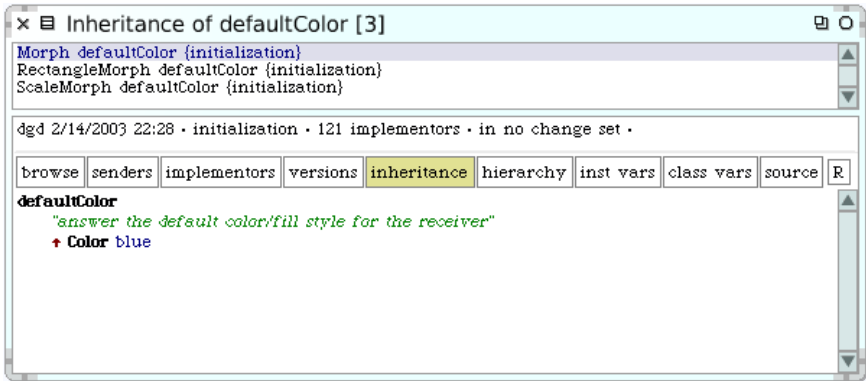 Inheritance of defaultColor [3]
Morph defaultColor {initialization}
RectangleMorph defaultColor {initialization}
ScaleMorph defaultColor {initialization}
dgd 2/14/2003 22:28 · initialization · 121 implementors · in no change set ·
browse senders implementors versions inheritance hierarchy inst vars class vars source R
defaultColor
"answer the default color/fill style for the receiver"
↑ Color blue